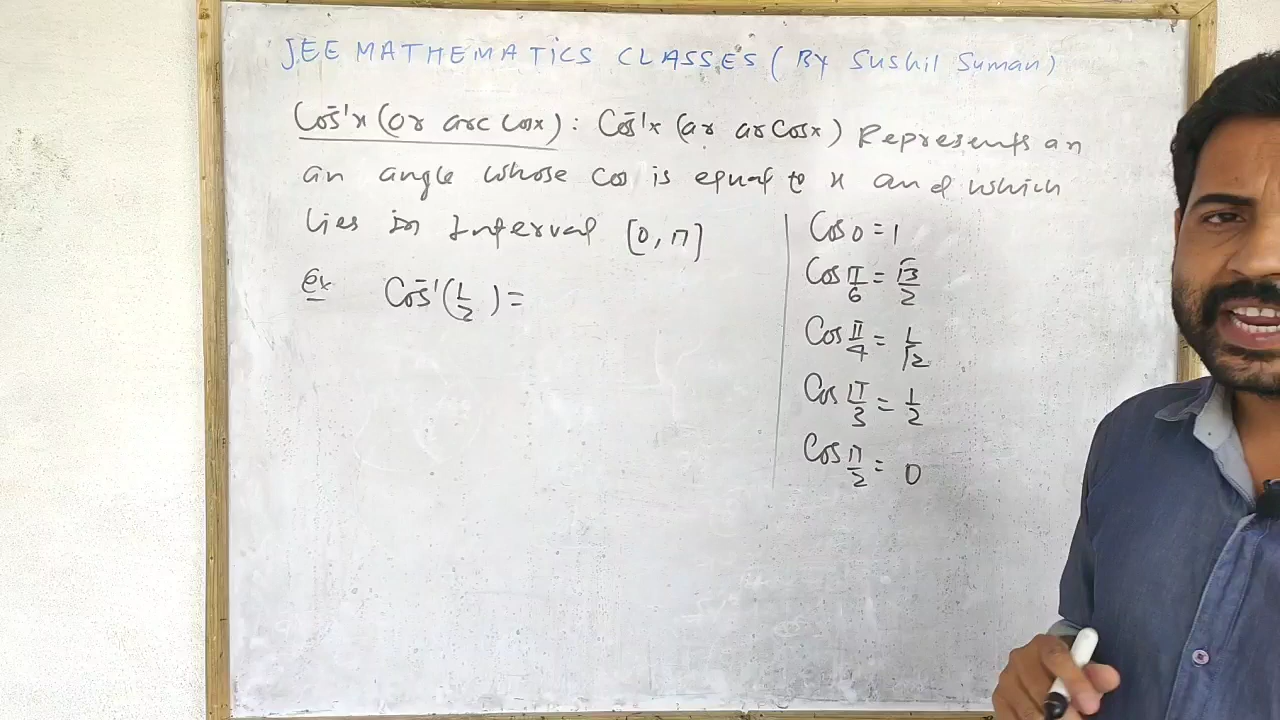 JEE MATHEMATICS CLASSES ( BY Sushil Suman)
Cos⁻¹x (or arc Cosx) : Cos⁻¹x (or arCosx) Represents an
an angle whose Cos is equal to x and which
lies in Interval [0, π]
Ex Cos⁻¹(1/2) =
Cos 0 = 1
Cos π/6 = √3/2
Cos π/4 = 1/√2
Cos π/3 = 1/2
Cos π/2 = 0